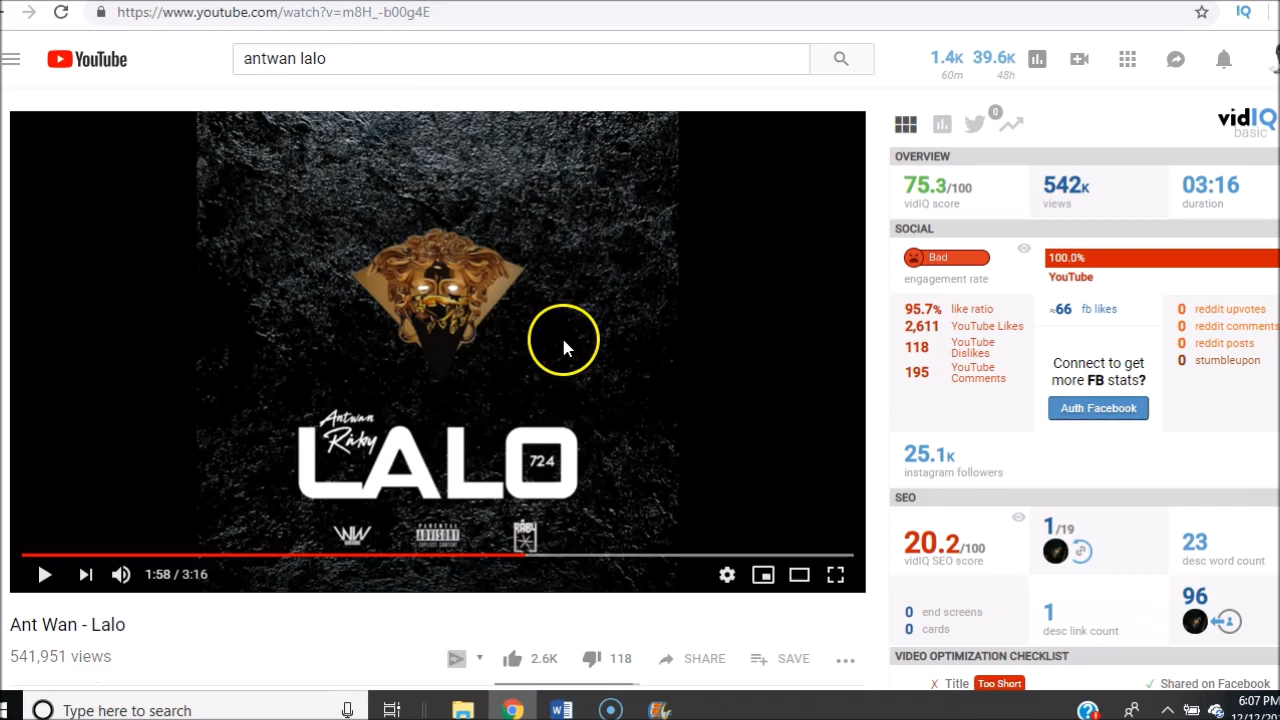 https://www.youtube.com/watch?v=m8H_-b00g4E
IQ
YouTube
antwan lalo
1.4K 39.6K
60m 48h
0
vidIQ
basic
OVERVIEW
75.3/100
vidIQ score
542K
views
03:16
duration
SOCIAL
Bad
engagement rate
100.0%
YouTube
95.7% like ratio
2,611 YouTube Likes
118 YouTube Dislikes
195 YouTube Comments
≈66 fb likes
Connect to get
more FB stats?
Auth Facebook
0 reddit upvotes
0 reddit comments
0 reddit posts
0 stumbleupon
25.1K
instagram followers
SEO
20.2/100
vidIQ SEO score
1/19
23
desc word count
0 end screens
0 cards
1
desc link count
96
VIDEO OPTIMIZATION CHECKLIST
X Title Too Short
✓ Shared on Facebook
Antwan
Råby
LALO
724
PARENTAL
ADVISORY
EXPLICIT CONTENT
RÅBY
1:58 / 3:16
Ant Wan - Lalo
541,951 views
2.6K
118
SHARE
SAVE
Type here to search
6:07 PM